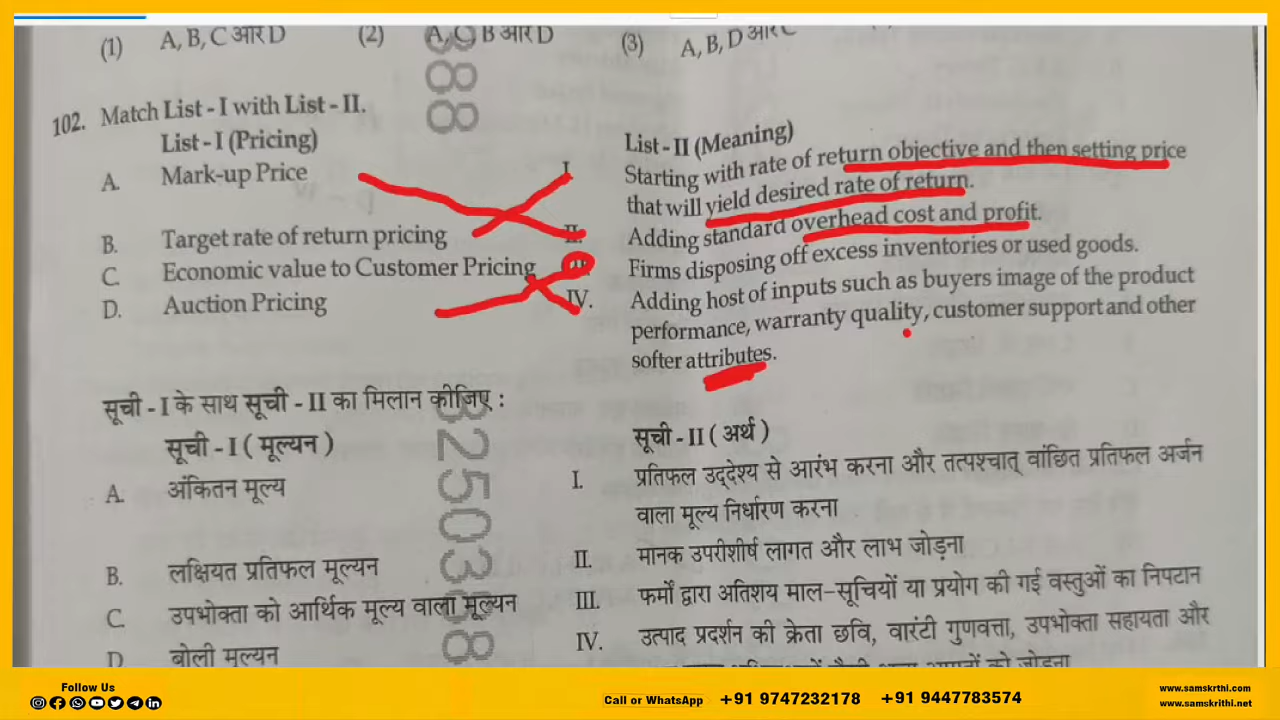 (1) A, B, C और D (2) A, C B और D (3) A, B, D और C
888
102. Match List - I with List - II.
List - I (Pricing) List - II (Meaning)
A. Mark-up Price I. Starting with rate of return objective and then setting price
that will yield desired rate of return.
B. Target rate of return pricing II. Adding standard overhead cost and profit.
C. Economic value to Customer Pricing III. Firms disposing off excess inventories or used goods.
D. Auction Pricing IV. Adding host of inputs such as buyers image of the product
performance, warranty quality, customer support and other
softer attributes.
सूची - I के साथ सूची - II का मिलान कीजिए :
सूची - I ( मूल्यन ) सूची - II ( अर्थ )
A. अंकितन मूल्य I. प्रतिफल उद्देश्य से आरंभ करना और तत्पश्चात् वांछित प्रतिफल अर्जन
वाला मूल्य निर्धारण करना
B. लक्षियत प्रतिफल मूल्यन II. मानक उपरीशीर्ष लागत और लाभ जोड़ना
C. उपभोक्ता को आर्थिक मूल्य वाला मूल्यन III. फर्मों द्वारा अतिशय माल-सूचियों या प्रयोग की गई वस्तुओं का निपटान
D. बोली मूल्यन IV. उत्पाद प्रदर्शन की क्रेता छवि, वारंटी गुणवत्ता, उपभोक्ता सहायता और
को जोड़ना
Follow Us
Call or WhatsApp +91 9747232178 +91 9447783574
www.samskrthi.com
www.samskrthi.net